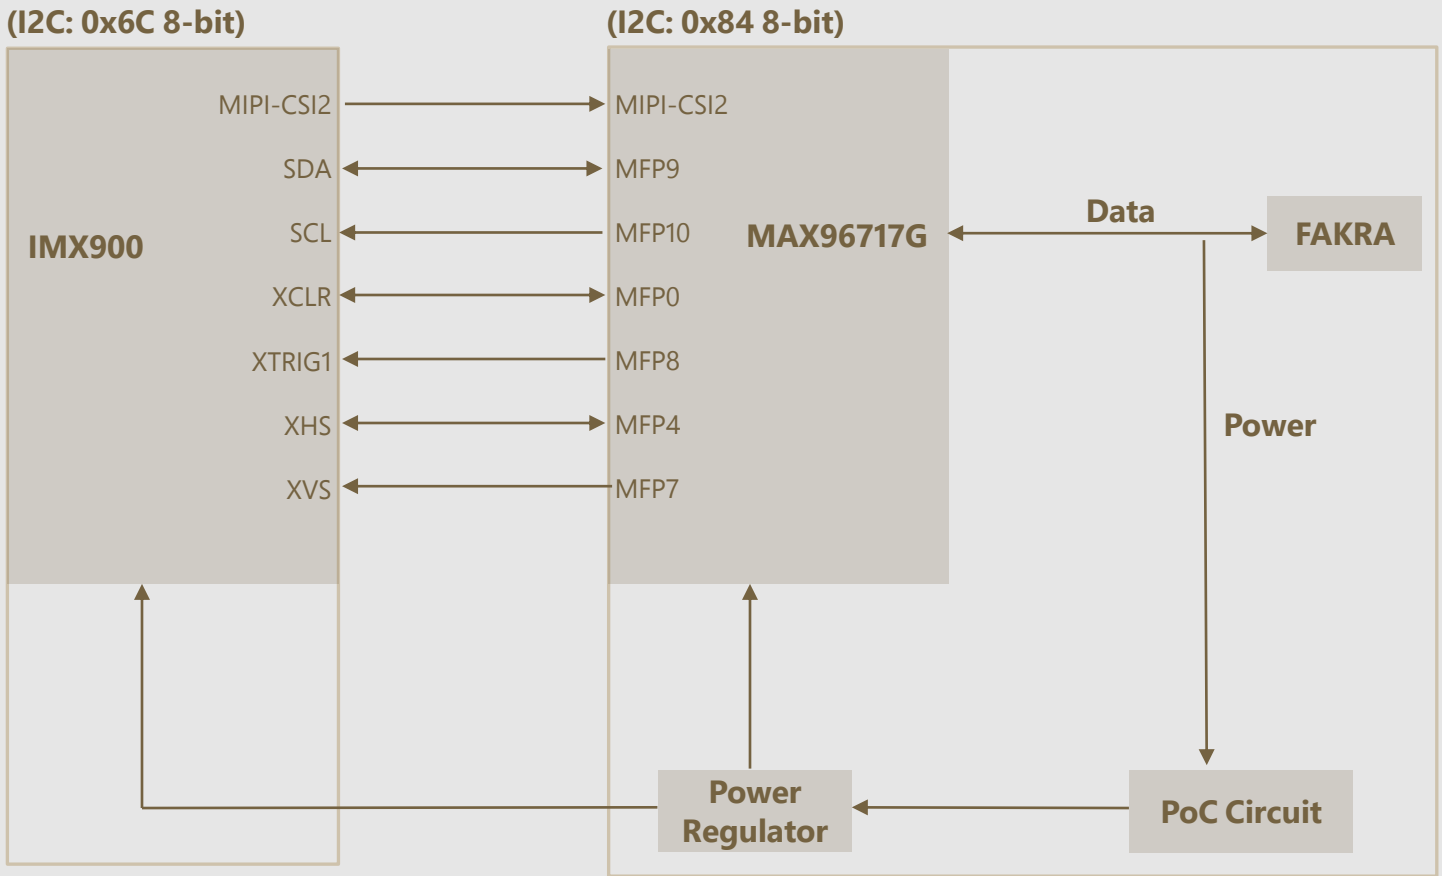 (I2C: 0x6C 8-bit)
(I2C: 0x84 8-bit)
MIPI-CSI2
MIPI-CSI2
SDA
MFP9
Data
IMX900
SCL
MFP10
MAX96717G
FAKRA
XCLR
MFP0
XTRIG1
MFP8
XHS
MFP4
Power
XVS
MFP7
Power
Regulator
PoC Circuit